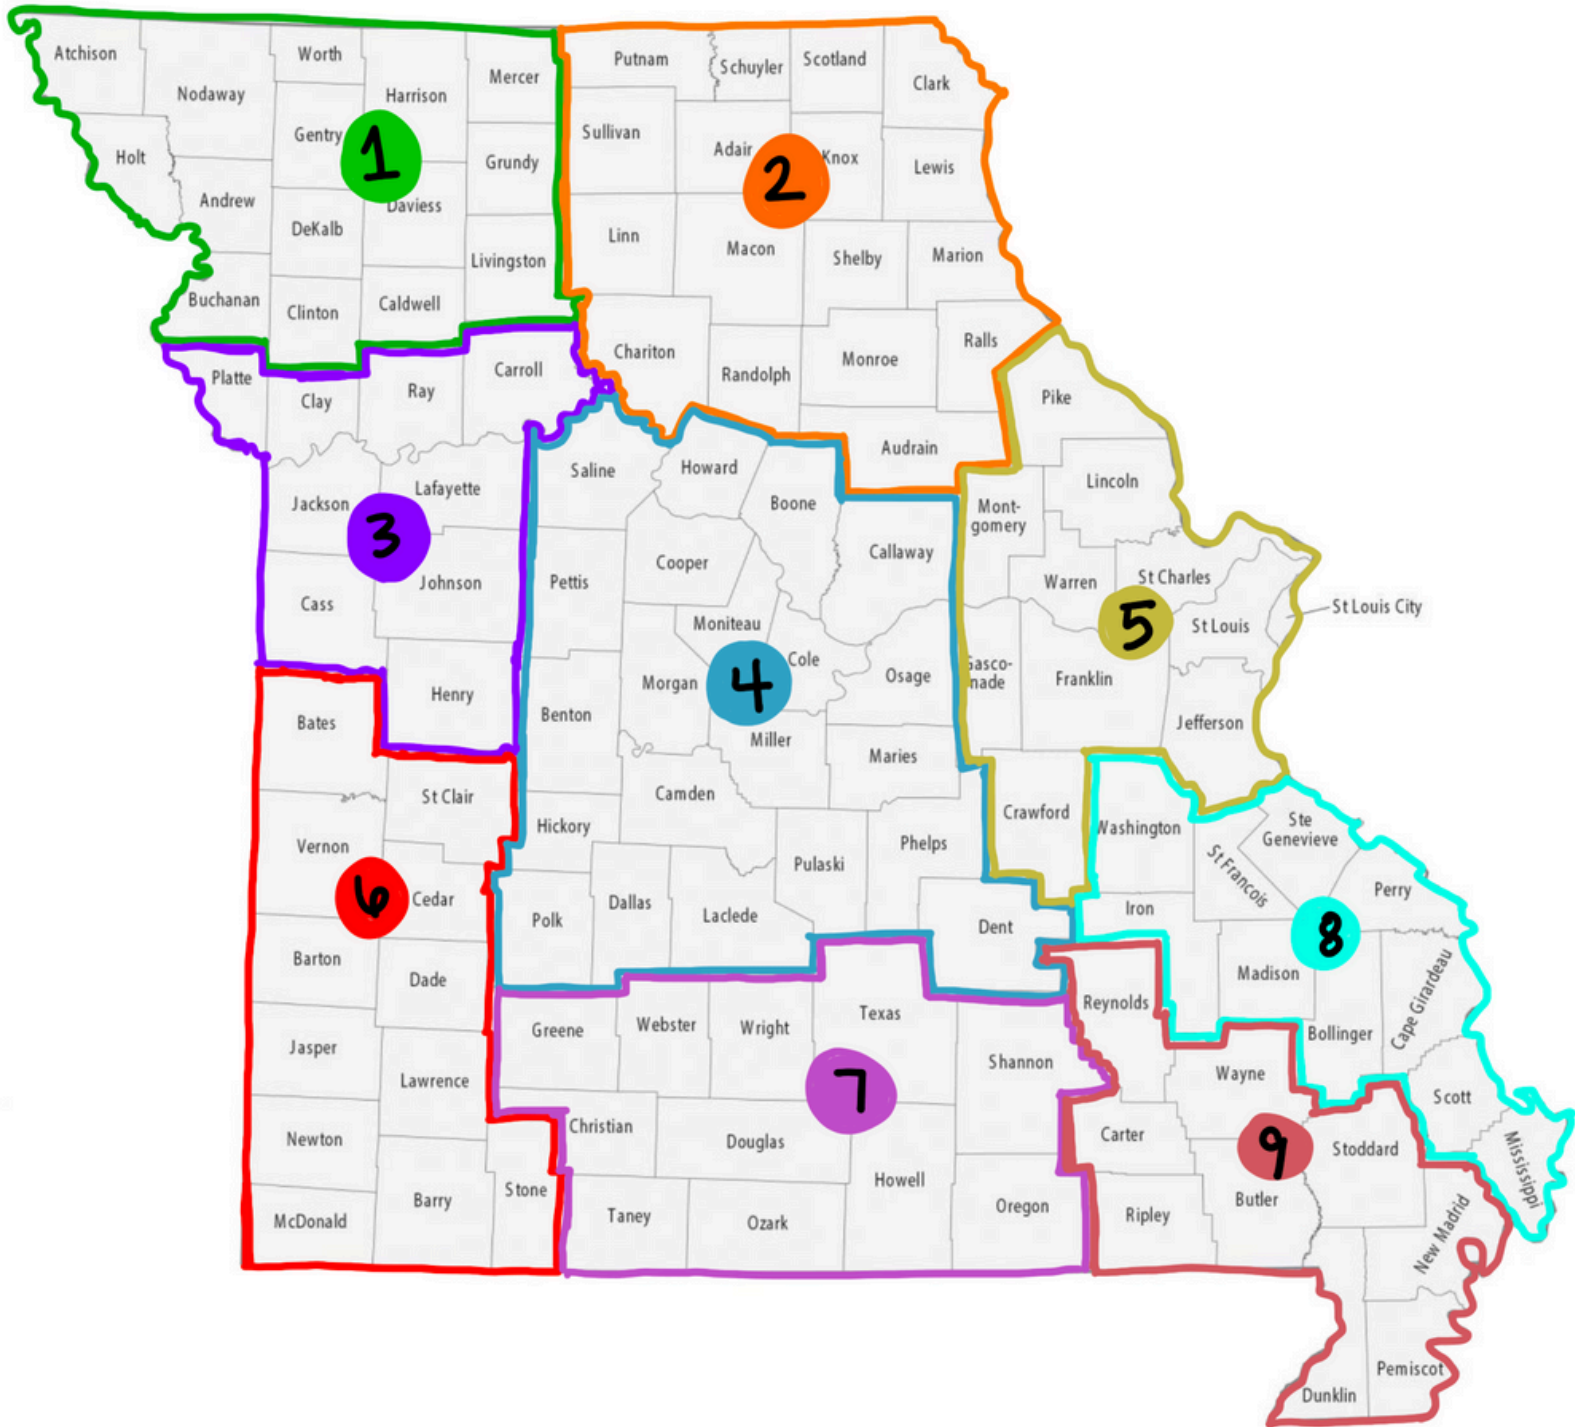 Atchison
Nodaway
Worth
Harrison
Mercer
Putnam
Schuyler
Scotland
Clark
Holt
Gentry
1
Grundy
Sullivan
Adair
2
Knox
Lewis
Andrew
DeKalb
Daviess
Livingston
Linn
Macon
Shelby
Marion
Buchanan
Clinton
Caldwell
Chariton
Randolph
Monroe
Ralls
Platte
Clay
Ray
Carroll
Audrain
Pike
Jackson
Lafayette
3
Saline
Howard
Boone
Mont-
gomery
Lincoln
Cass
Johnson
Pettis
Cooper
Callaway
Warren
St Charles
5
St Louis
St Louis City
Moniteau
Cole
Henry
Morgan
4
Osage
Gasco-
nade
Franklin
Jefferson
Bates
Benton
Miller
Maries
St Clair
Camden
Crawford
Washington
Ste
Genevieve
Vernon
Hickory
Pulaski
Phelps
St Francois
Perry
6
Cedar
Polk
Dallas
Laclede
Dent
Iron
8
Barton
Dade
Madison
Cape Girardeau
Jasper
Lawrence
Greene
Webster
Wright
Texas
Shannon
Reynolds
Bollinger
7
Wayne
Scott
Newton
Christian
Douglas
Carter
9
Stoddard
Mississippi
McDonald
Barry
Stone
Taney
Ozark
Howell
Oregon
Ripley
Butler
New Madrid
Dunklin
Pemiscot